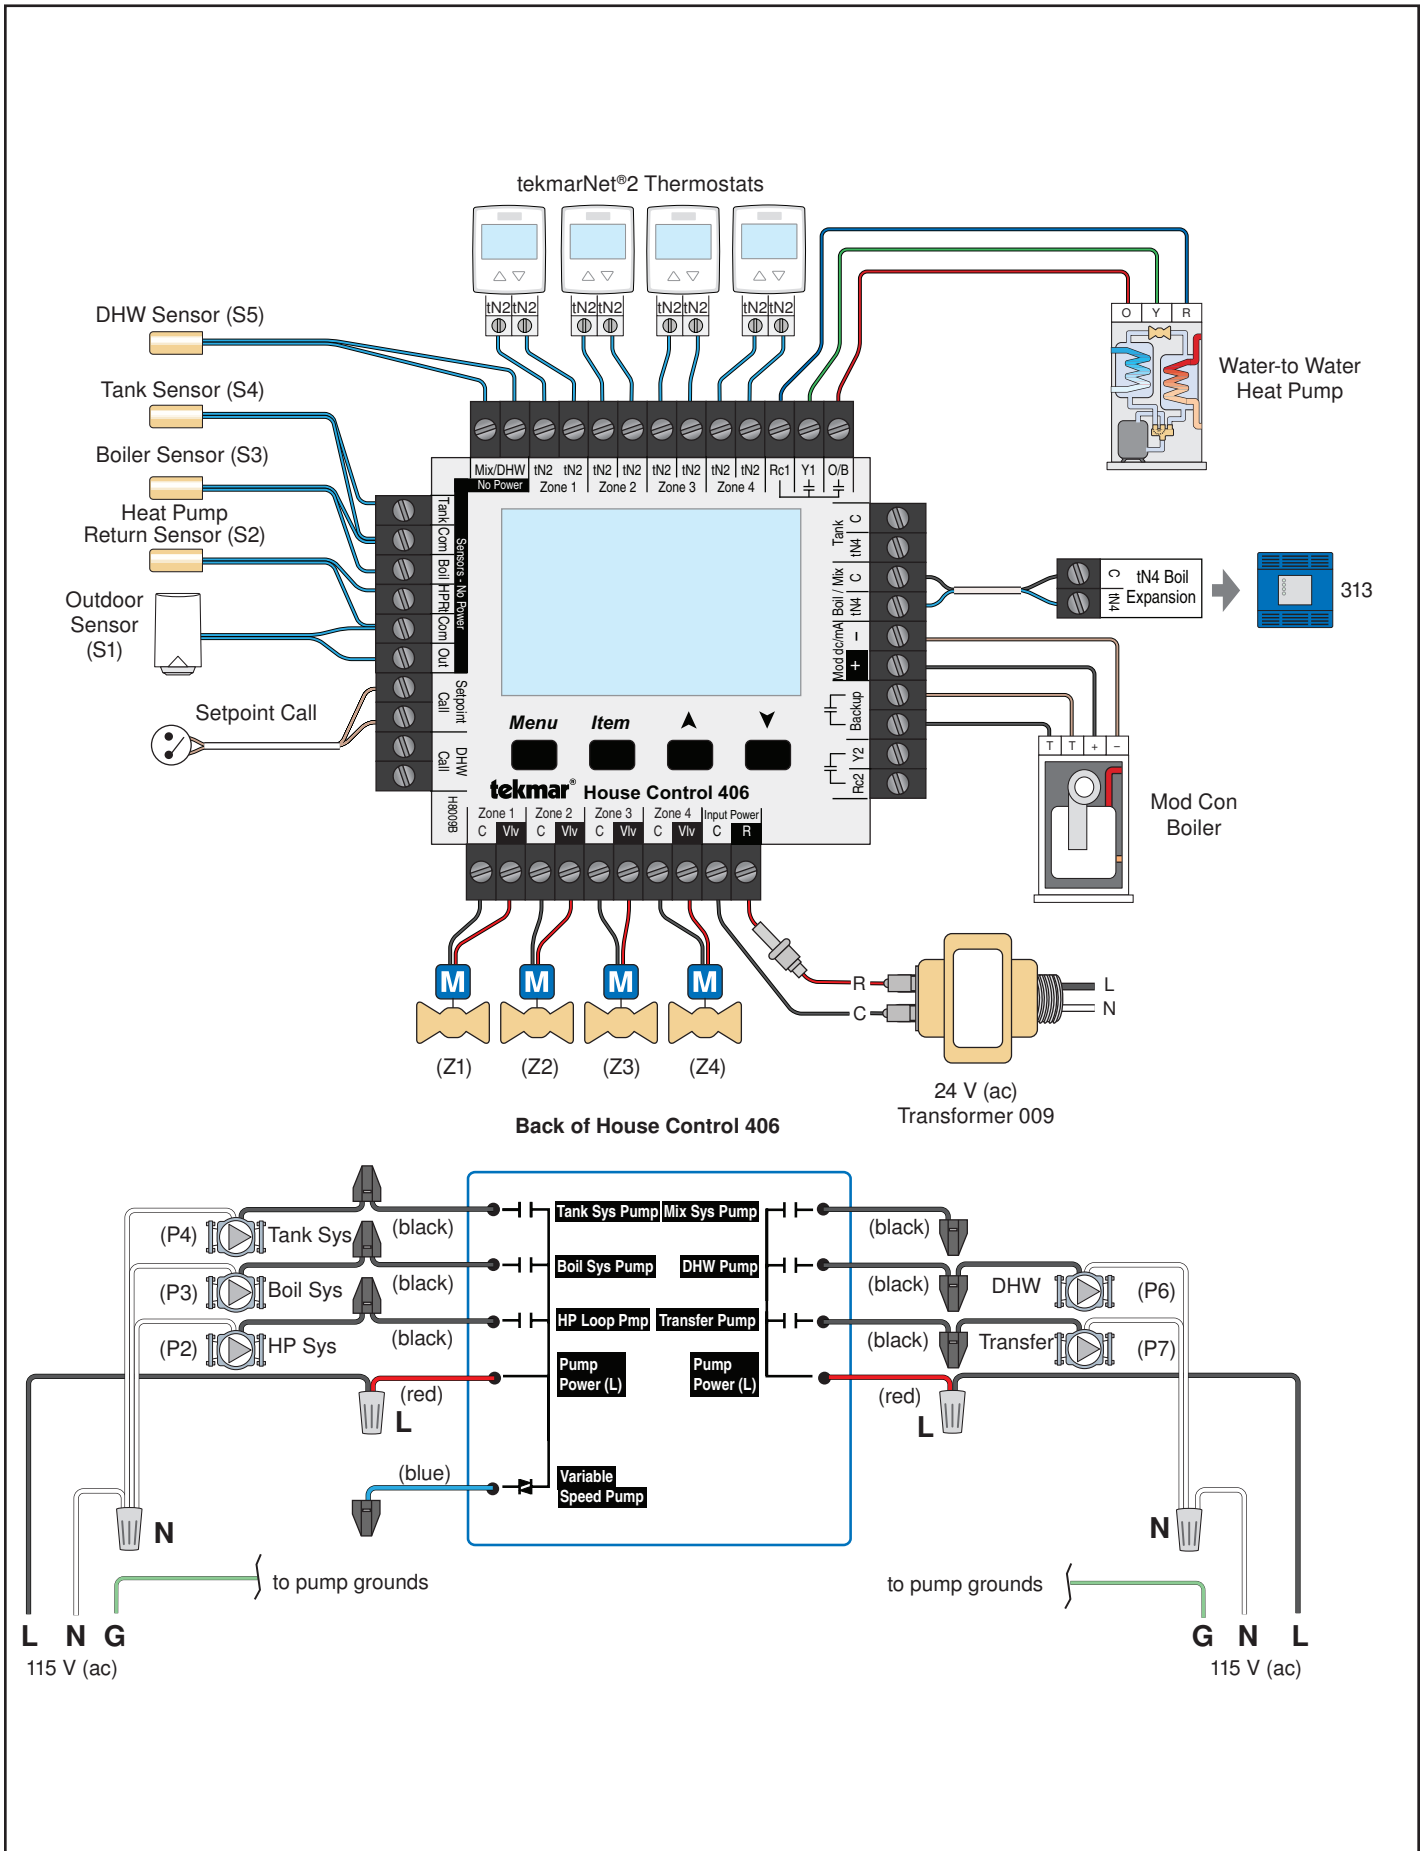 tekmarNet®2 Thermostats
tN2 tN2 tN2 tN2 tN2 tN2 tN2 tN2
DHW Sensor (S5)
Tank Sensor (S4)
Boiler Sensor (S3)
Heat Pump
Return Sensor (S2)
Outdoor
Sensor
(S1)
Setpoint Call
O Y R
Water-to Water
Heat Pump
Mix/DHW tN2 tN2 tN2 tN2 tN2 tN2 tN2 tN2 Rc1 Y1 O/B
No Power Zone 1 Zone 2 Zone 3 Zone 4
Tank Com Boil HPRt Com Out
Sensors - No Power
Setpoint
Call
DHW
Call
H8009B
Tank
C
tN4
Boil / Mix
C
tN4
Mod dc/mA
–
+
Backup
Y2
Rc2
C
tN4
tN4 Boil
Expansion
313
Menu Item
tekmar® House Control 406
Zone 1 Zone 2 Zone 3 Zone 4 Input Power
C Vlv C Vlv C Vlv C Vlv C R
T T + –
Mod Con
Boiler
M M M M
(Z1) (Z2) (Z3) (Z4)
R
C
L
N
24 V (ac)
Transformer 009
Back of House Control 406
(P4) Tank Sys (black) Tank Sys Pump Mix Sys Pump (black)
(P3) Boil Sys (black) Boil Sys Pump DHW Pump (black) DHW (P6)
(P2) HP Sys (black) HP Loop Pmp Transfer Pump (black) Transfer (P7)
(red) L Pump
Power (L)
Pump
Power (L) (red) L
(blue) Variable
Speed Pump
N
N
to pump grounds
to pump grounds
L N G
115 V (ac)
G N L
115 V (ac)